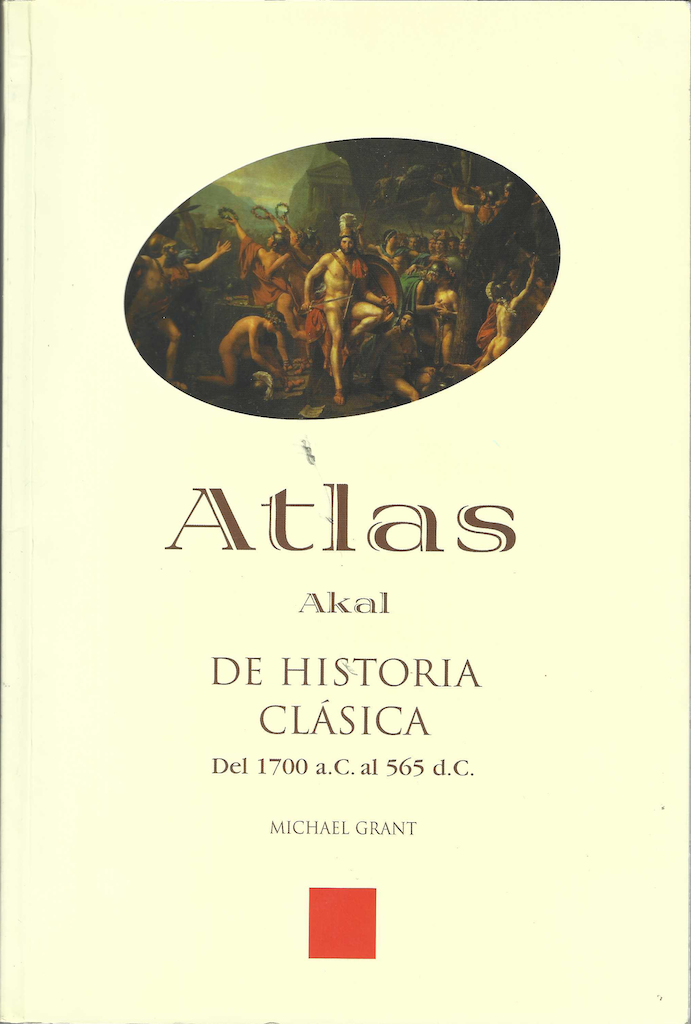 Atlas
Akal
DE HISTORIA
CLÁSICA
Del 1700 a.C. al 565 d.C.
MICHAEL GRANT